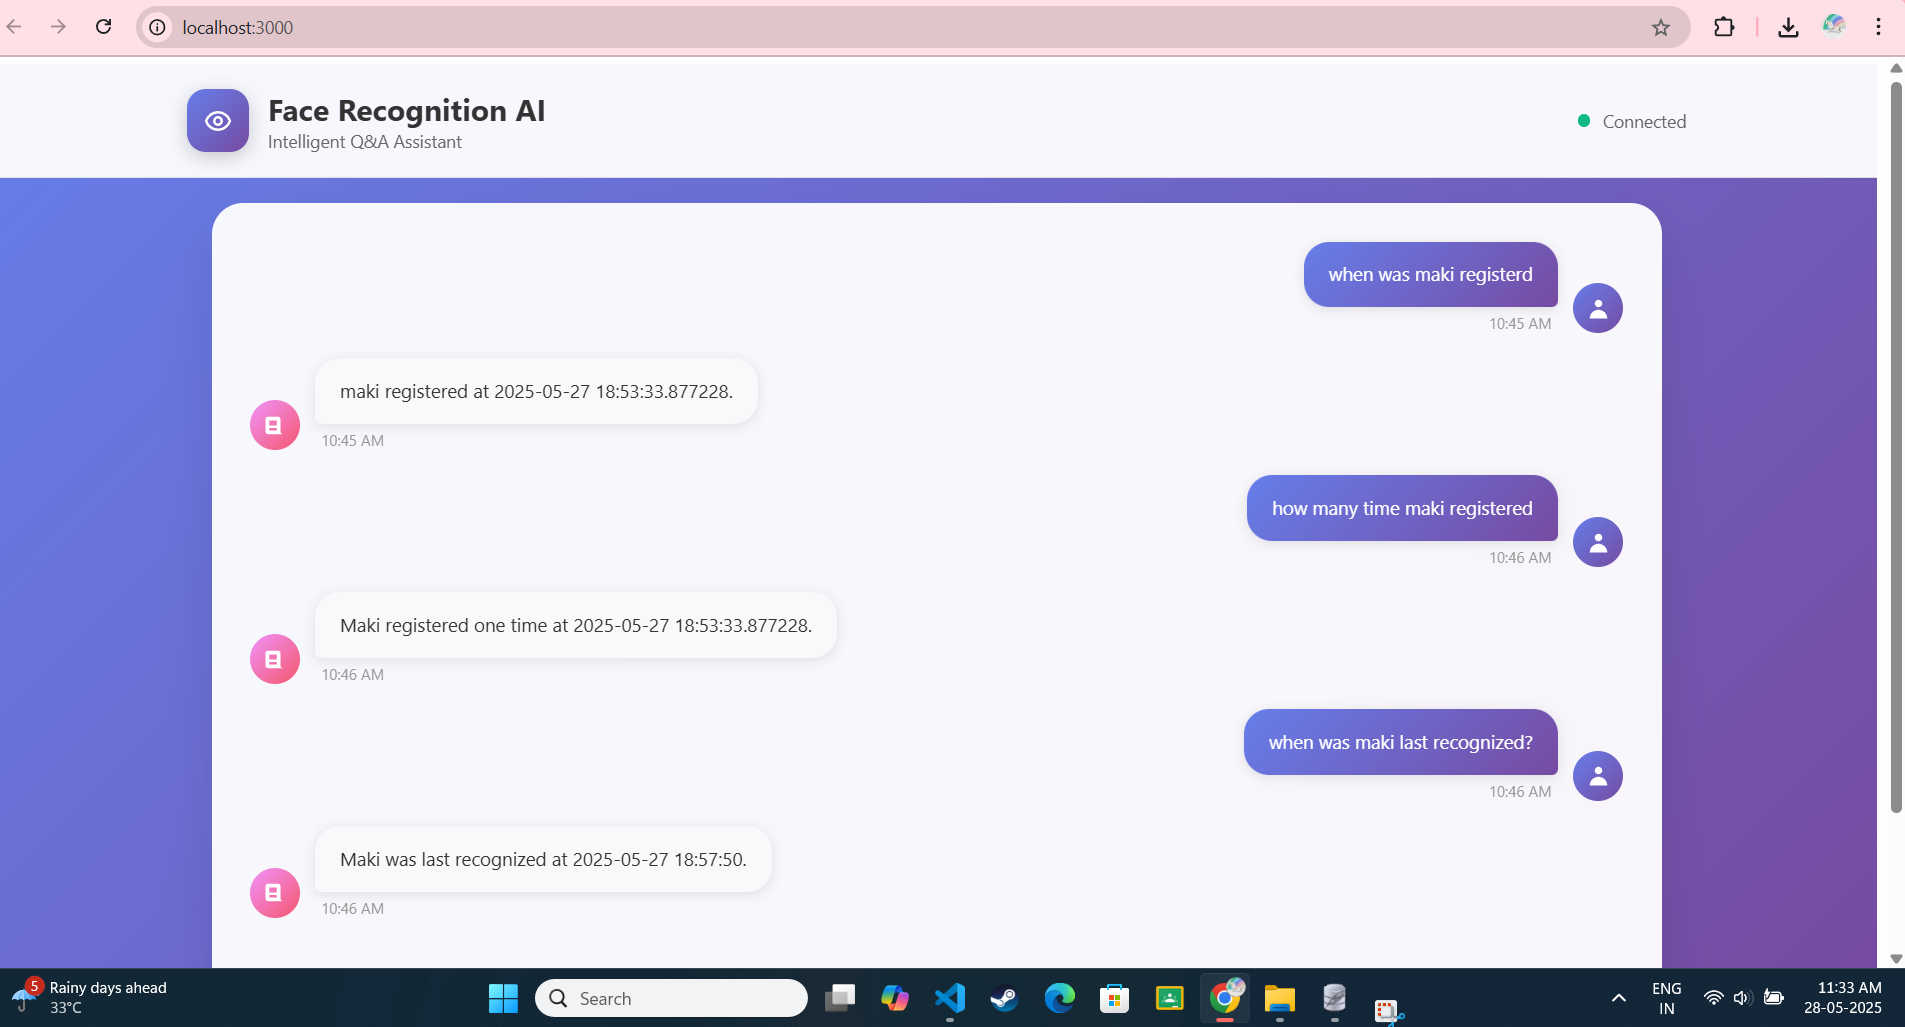 localhost:3000
Face Recognition AI
Intelligent Q&A Assistant
Connected
when was maki registerd
10:45 AM
maki registered at 2025-05-27 18:53:33.877228.
10:45 AM
how many time maki registered
10:46 AM
Maki registered one time at 2025-05-27 18:53:33.877228.
10:46 AM
when was maki last recognized?
10:46 AM
Maki was last recognized at 2025-05-27 18:57:50.
10:46 AM
5
Rainy days ahead
33°C
Search
ENG
IN
11:33 AM
28-05-2025